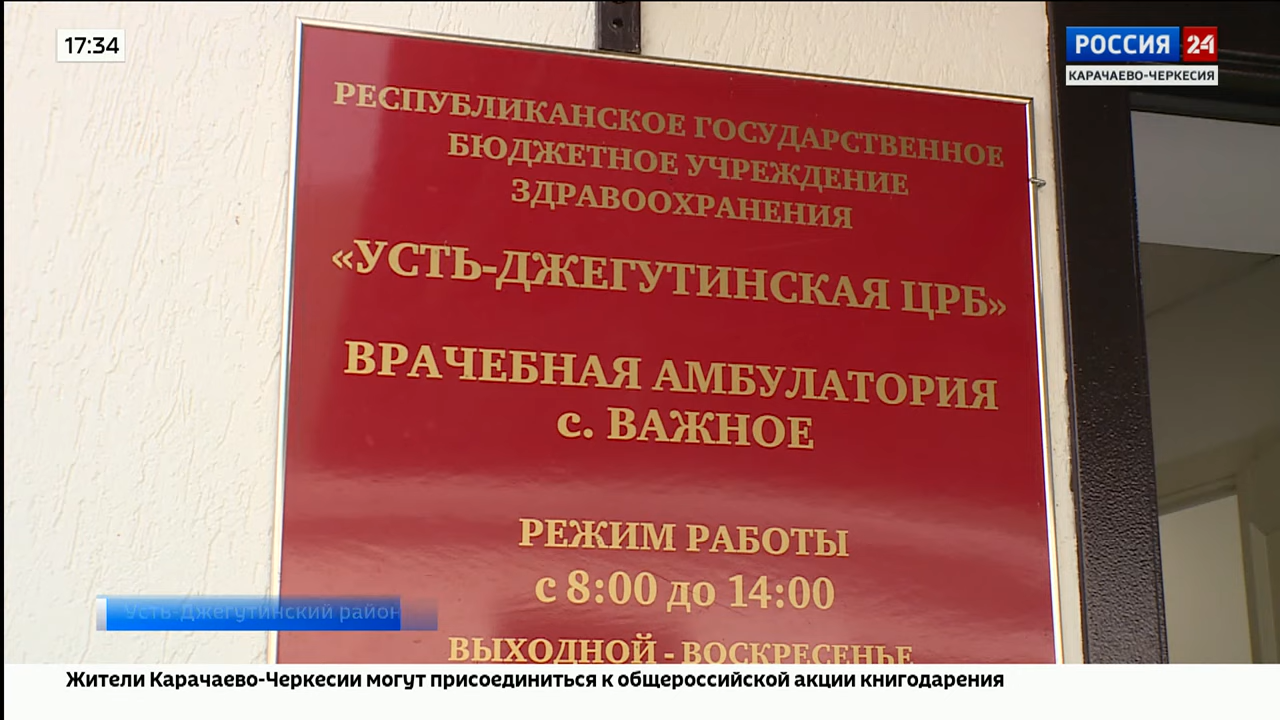 17:34
РОССИЯ 24
КАРАЧАЕВО-ЧЕРКЕСИЯ
РЕСПУБЛИКАНСКОЕ ГОСУДАРСТВЕННОЕ
БЮДЖЕТНОЕ УЧРЕЖДЕНИЕ
ЗДРАВООХРАНЕНИЯ
«УСТЬ-ДЖЕГУТИНСКАЯ ЦРБ»
ВРАЧЕБНАЯ АМБУЛАТОРИЯ
с. ВАЖНОЕ
РЕЖИМ РАБОТЫ
с 8:00 до 14:00
ВЫХОДНОЙ - ВОСКРЕСЕНЬЕ
Усть-Джегутинский район
Жители Карачаево-Черкесии могут присоединиться к общероссийской акции книгодарения